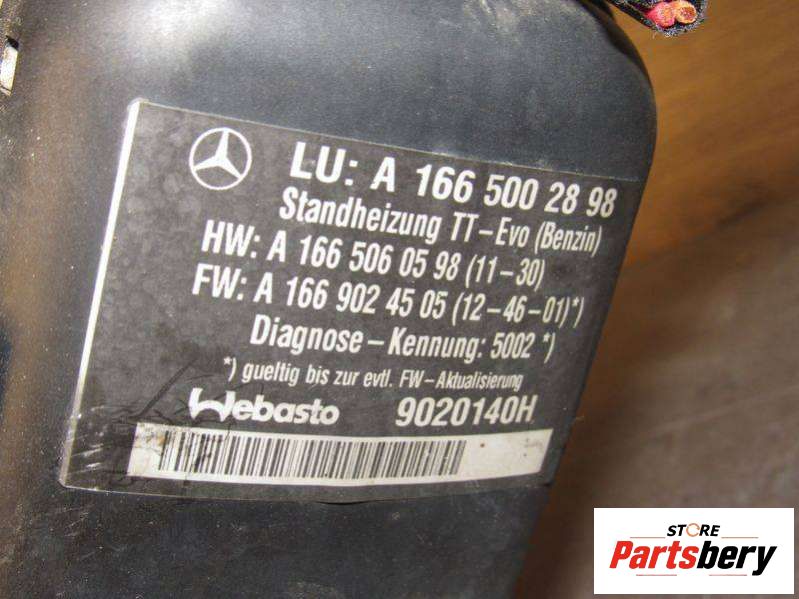 LU: A 166 500 28 98
Standheizung TT-Evo (Benzin)
HW: A 166 506 05 98 (11-30)
FW: A 166 902 45 05 (12-46-01)*)
Diagnose-Kennung: 5002 *)
*) gueltig bis zur evtl. FW-Aktualisierung
Webasto 9020140H
STORE
Partsbery